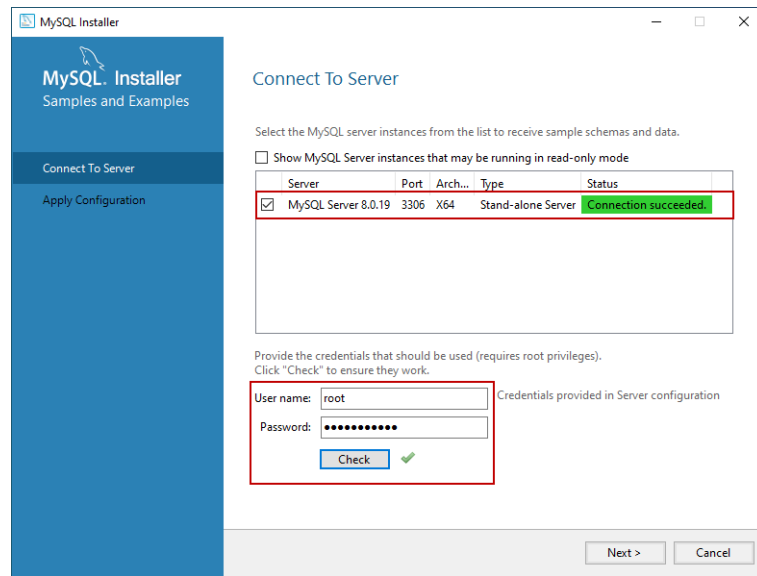 MySQL Installer
MySQL. Installer
Samples and Examples
Connect To Server
Apply Configuration
Connect To Server
Select the MySQL server instances from the list to receive sample schemas and data.
Show MySQL Server instances that may be running in read-only mode
Server Port Arch... Type Status
MySQL Server 8.0.19 3306 X64 Stand-alone Server Connection succeeded.
Provide the credentials that should be used (requires root privileges).
Click "Check" to ensure they work.
User name: root Credentials provided in Server configuration
Password: ●●●●●●●●●●●
Check
Next > Cancel